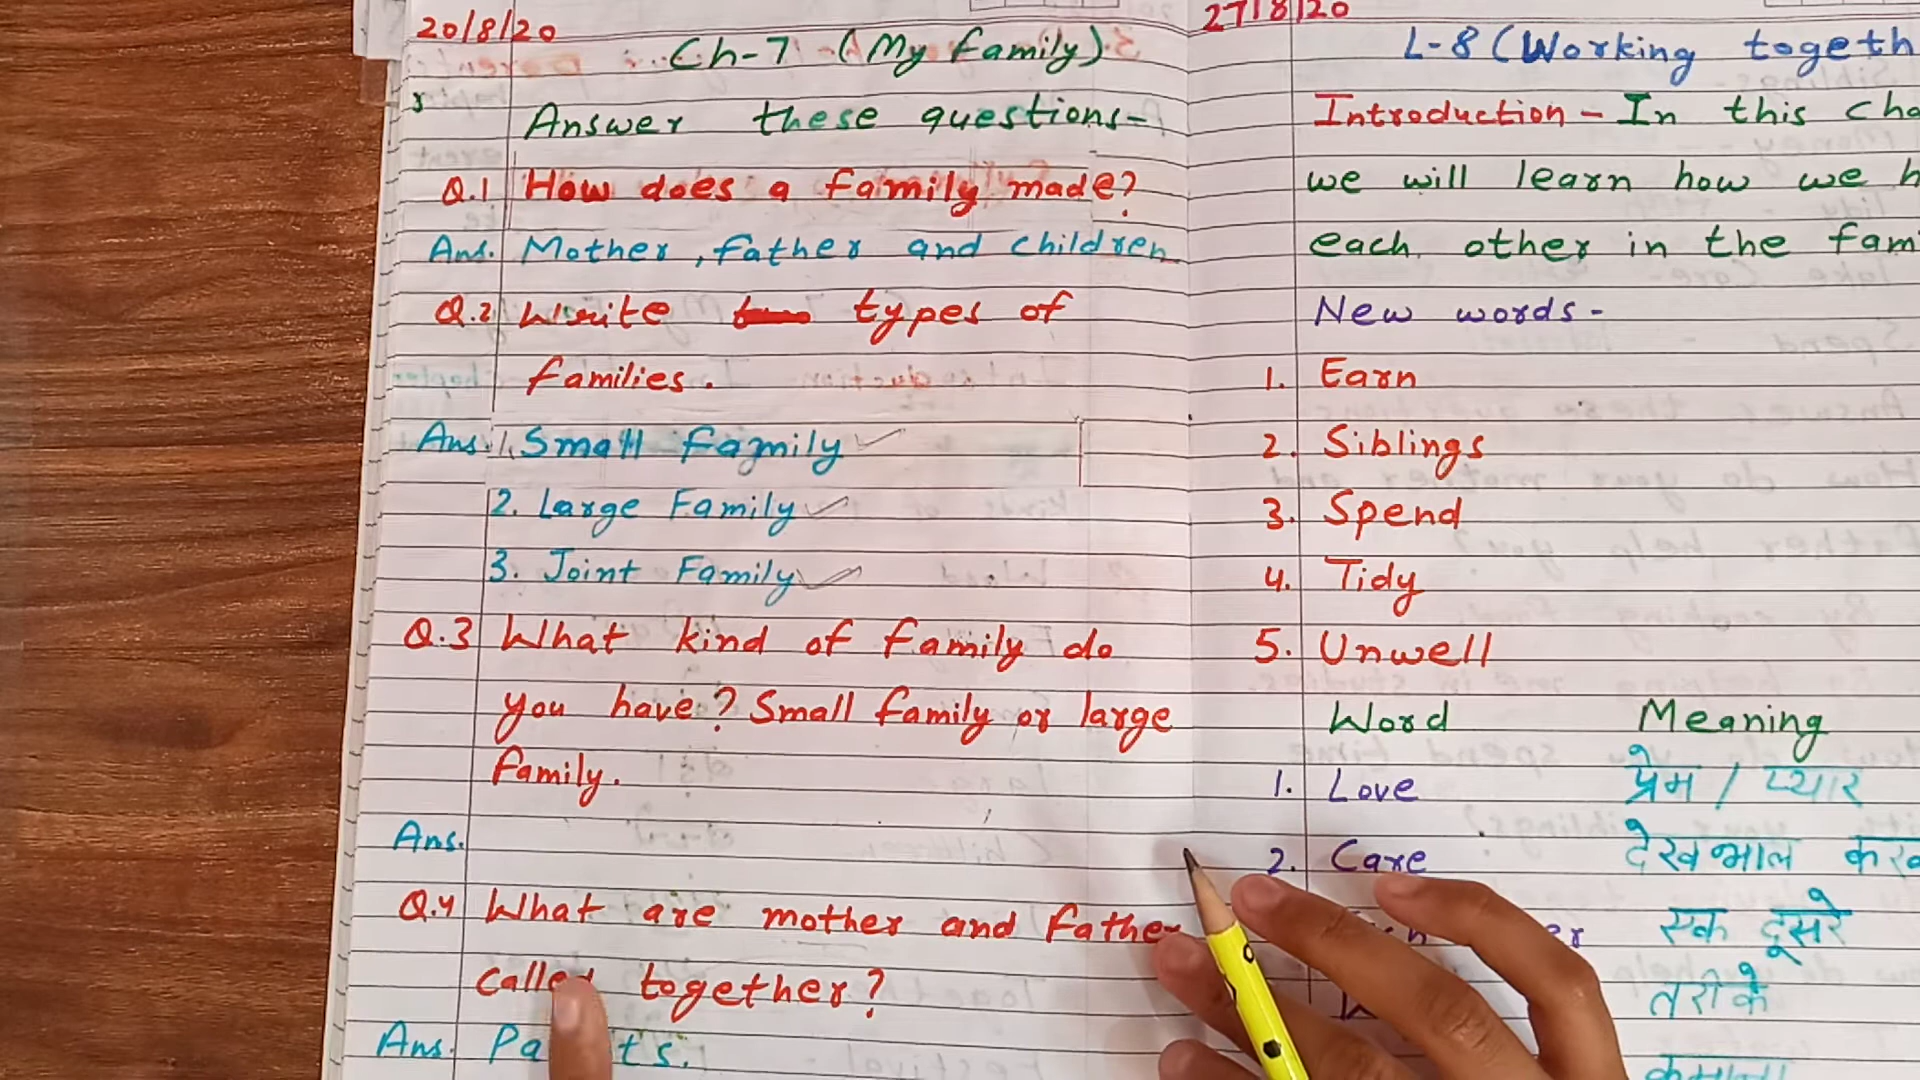 20/8/20
Ch-7 (My family)
Answer these questions-
Q.1 How does a family made?
Ans. Mother, father and children
Q.2 Write types of
families.
Ans. 1. Small family
2. Large Family
3. Joint Family
Q.3 What kind of family do
you have? Small family or large
family.
Ans.
Q.4 What are mother and father
called together?
Ans.
27/8/20
L-8 (Working togeth
Introduction - In this cha
we will learn how we h
each other in the fam
New words-
1. Earn
2. Siblings
3. Spend
4. Tidy
5. Unwell
Word Meaning
1. Love प्रेम / प्यार
2. Care देखभाल कर
एक दूसरे
तरीके